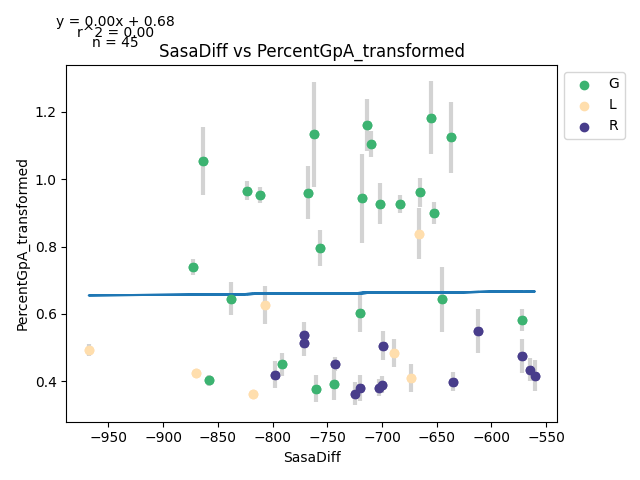 y = 0.00x + 0.68
r^2 = 0.00
n = 45
SasaDiff vs PercentGpA_transformed
G
L
R
1.2
1.0
0.8
0.6
0.4
PercentGpA_transformed
−950
−900
−850
−800
−750
−700
−650
−600
−550
SasaDiff